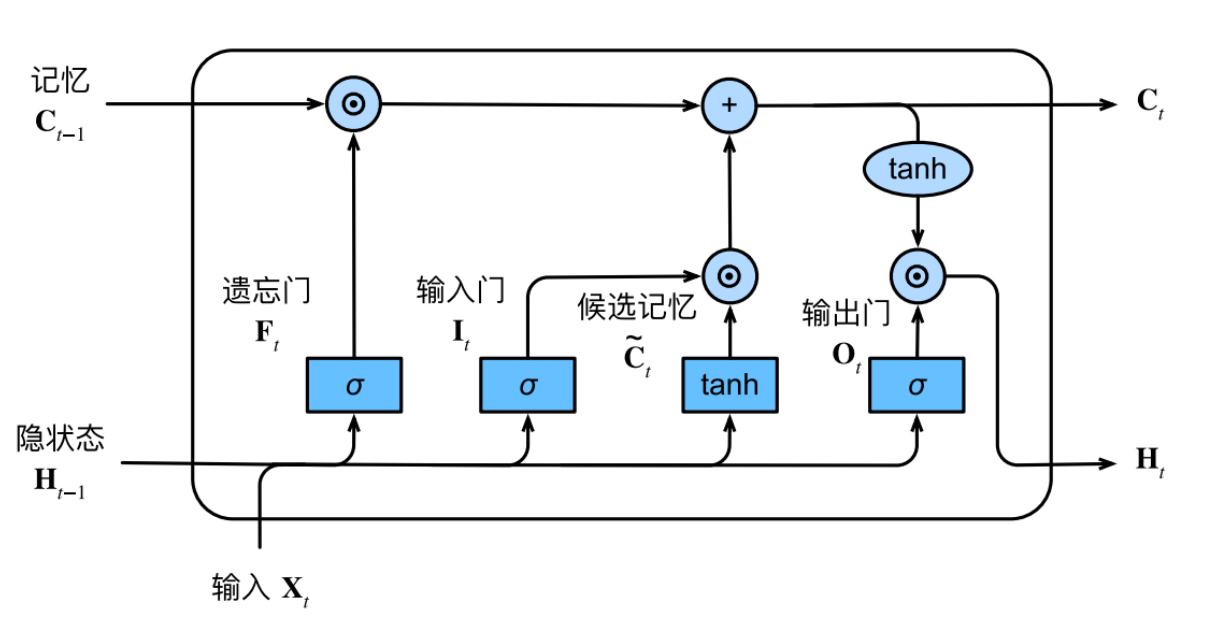 记忆
C_{t−1}
⊙
+
C_t
tanh
遗忘门
F_t
输入门
I_t
⊙
候选记忆
C̃_t
⊙
输出门
O_t
σ
σ
tanh
σ
隐状态
H_{t−1}
H_t
输入 X_t